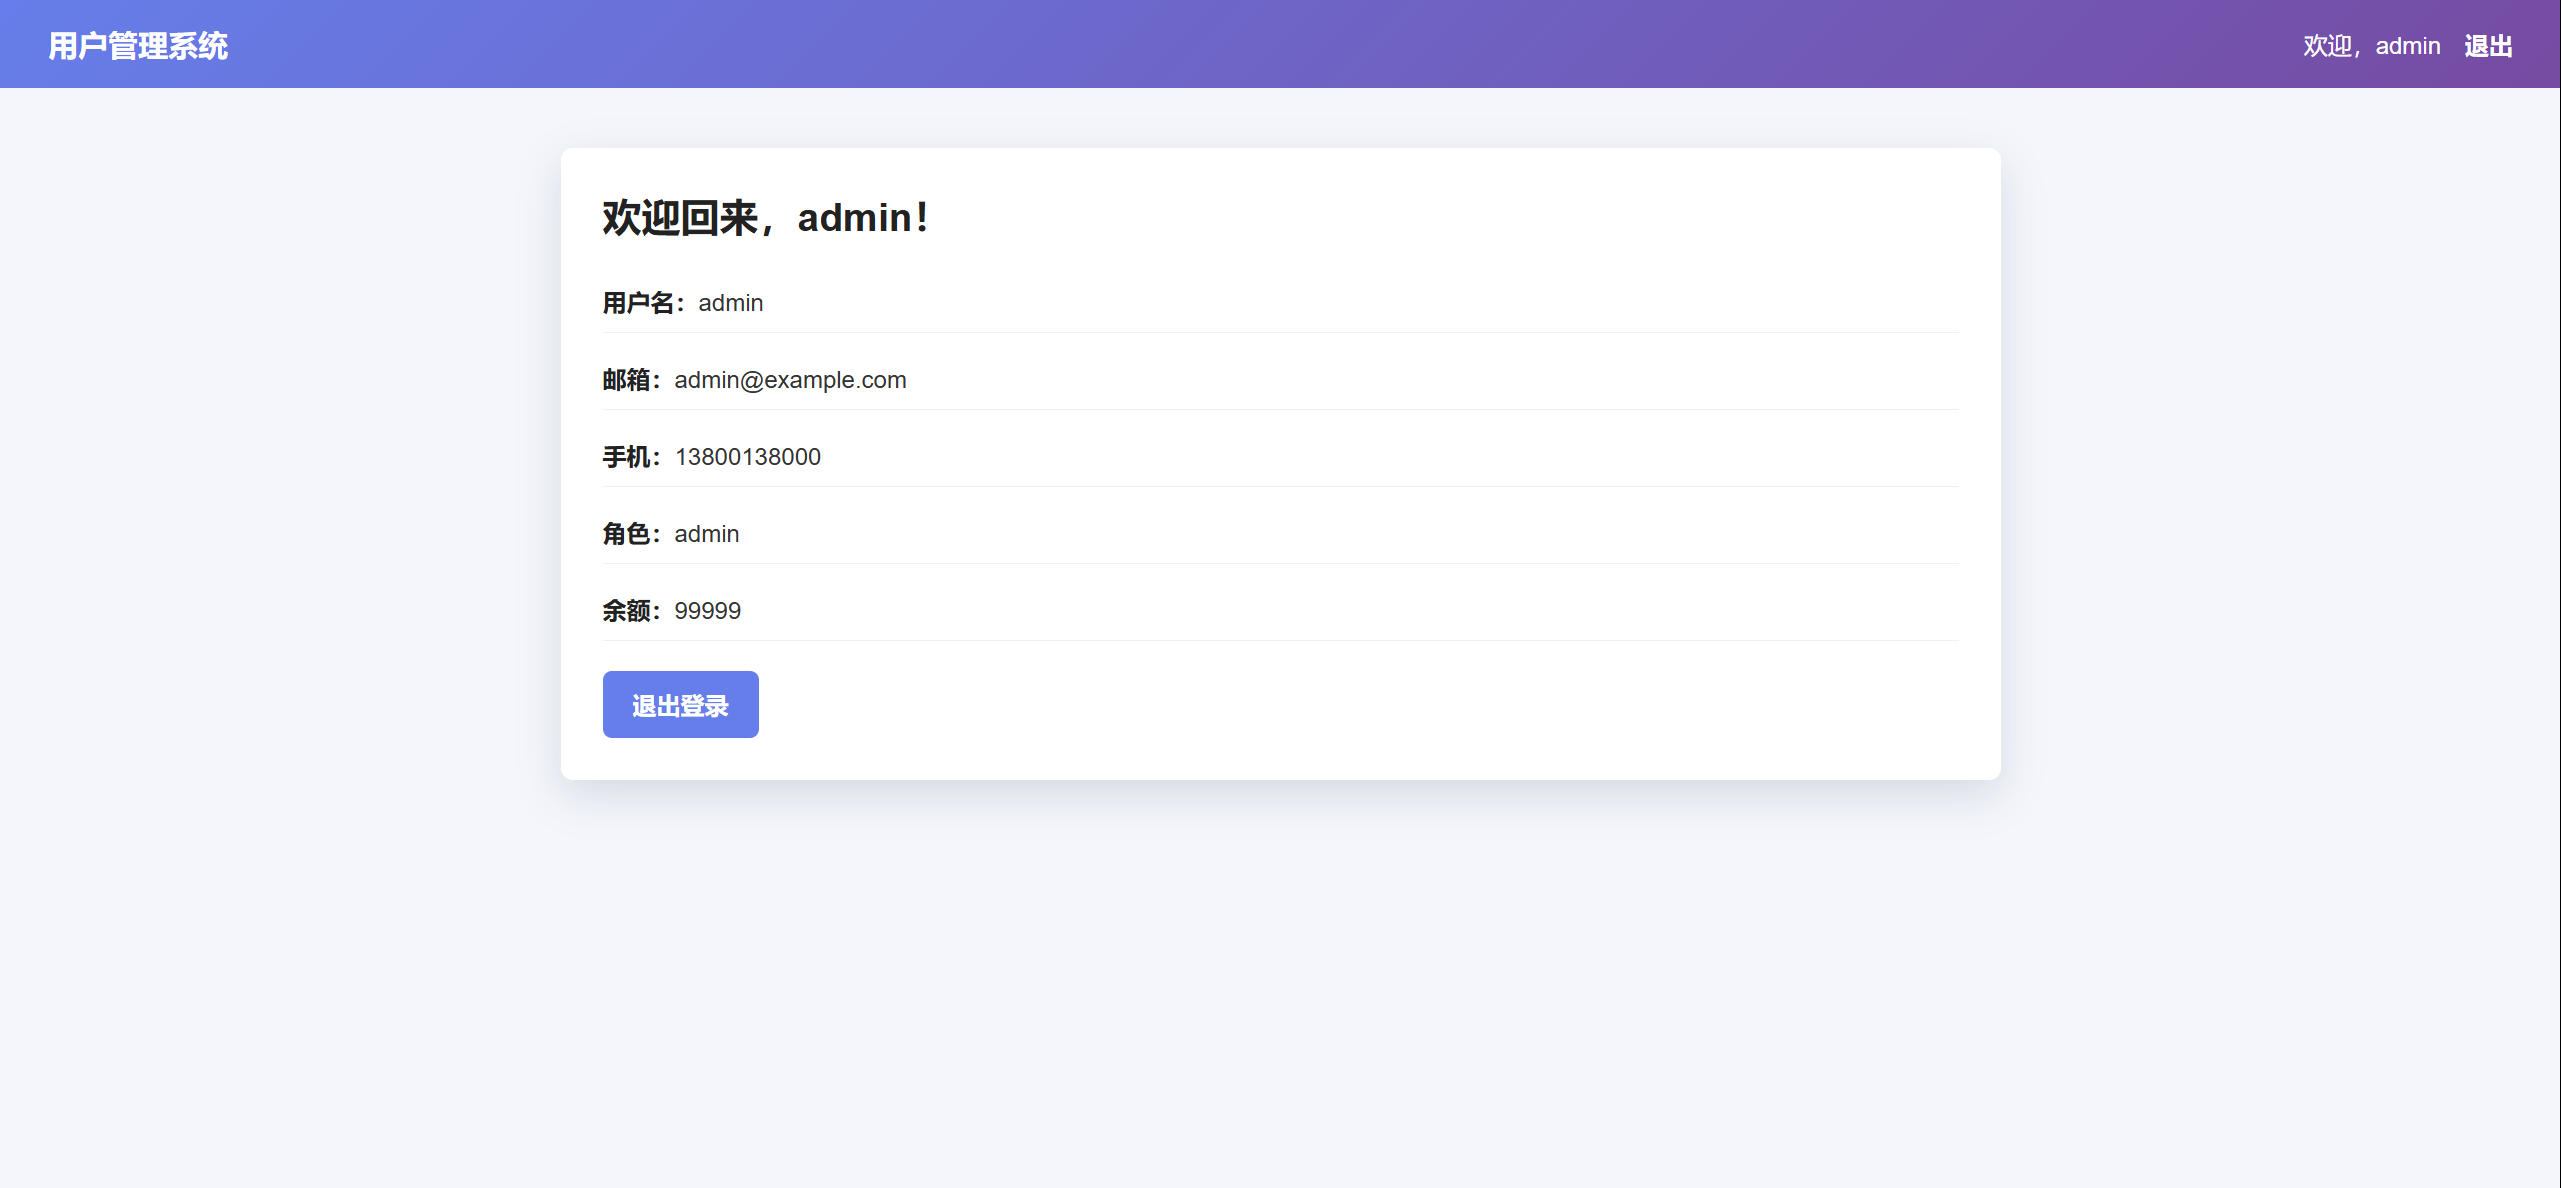 用户管理系统
欢迎，admin 退出
欢迎回来，admin！
用户名：admin
邮箱：admin@example.com
手机：13800138000
角色：admin
余额：99999
退出登录